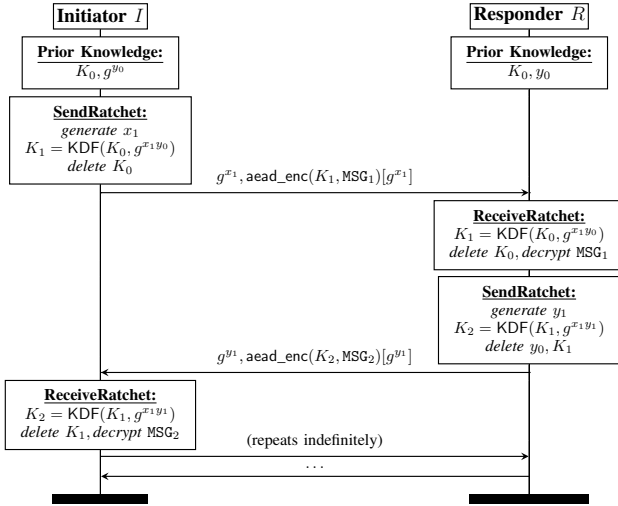 Initiator I
Responder R
Prior Knowledge:
K₀, g^{y₀}
Prior Knowledge:
K₀, y₀
SendRatchet:
generate x₁
K₁ = KDF(K₀, g^{x₁y₀})
delete K₀
g^{x₁}, aead_enc(K₁, MSG₁)[g^{x₁}]
ReceiveRatchet:
K₁ = KDF(K₀, g^{x₁y₀})
delete K₀, decrypt MSG₁
SendRatchet:
generate y₁
K₂ = KDF(K₁, g^{x₁y₁})
delete y₀, K₁
g^{y₁}, aead_enc(K₂, MSG₂)[g^{y₁}]
ReceiveRatchet:
K₂ = KDF(K₁, g^{x₁y₁})
delete K₁, decrypt MSG₂
(repeats indefinitely)
...